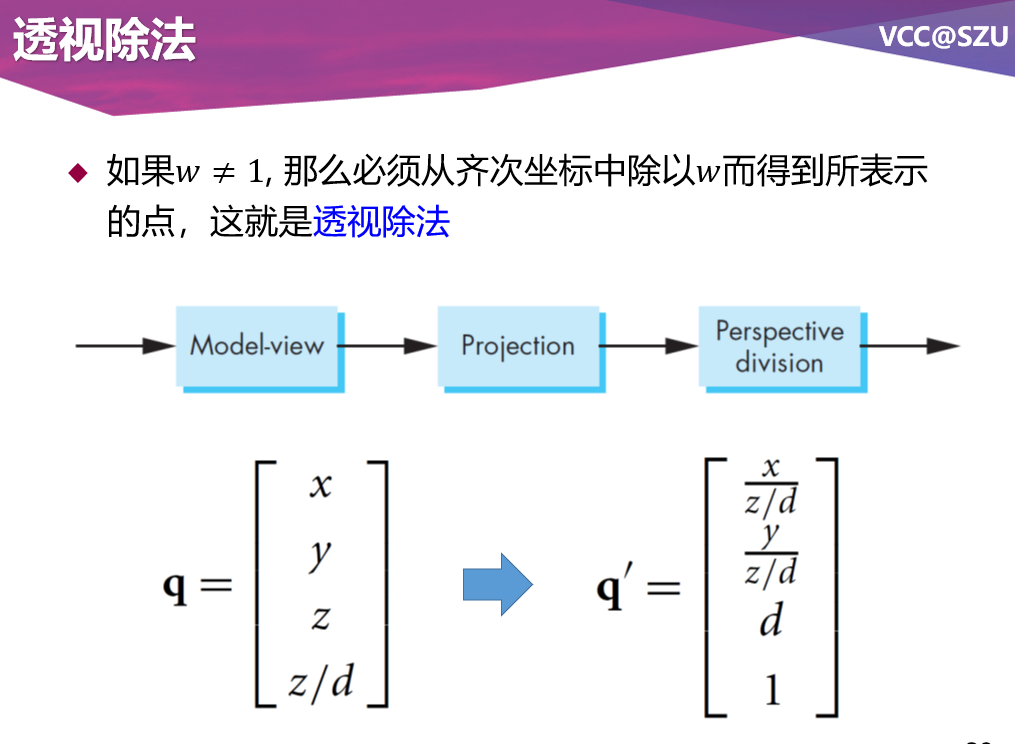 透视除法
VCC@SZU
如果w ≠ 1, 那么必须从齐次坐标中除以w而得到所表示
的点，这就是透视除法
Model-view
Projection
Perspective
division
q =
x
y
z
z/d
q′ =
x
z/d
y
z/d
d
1